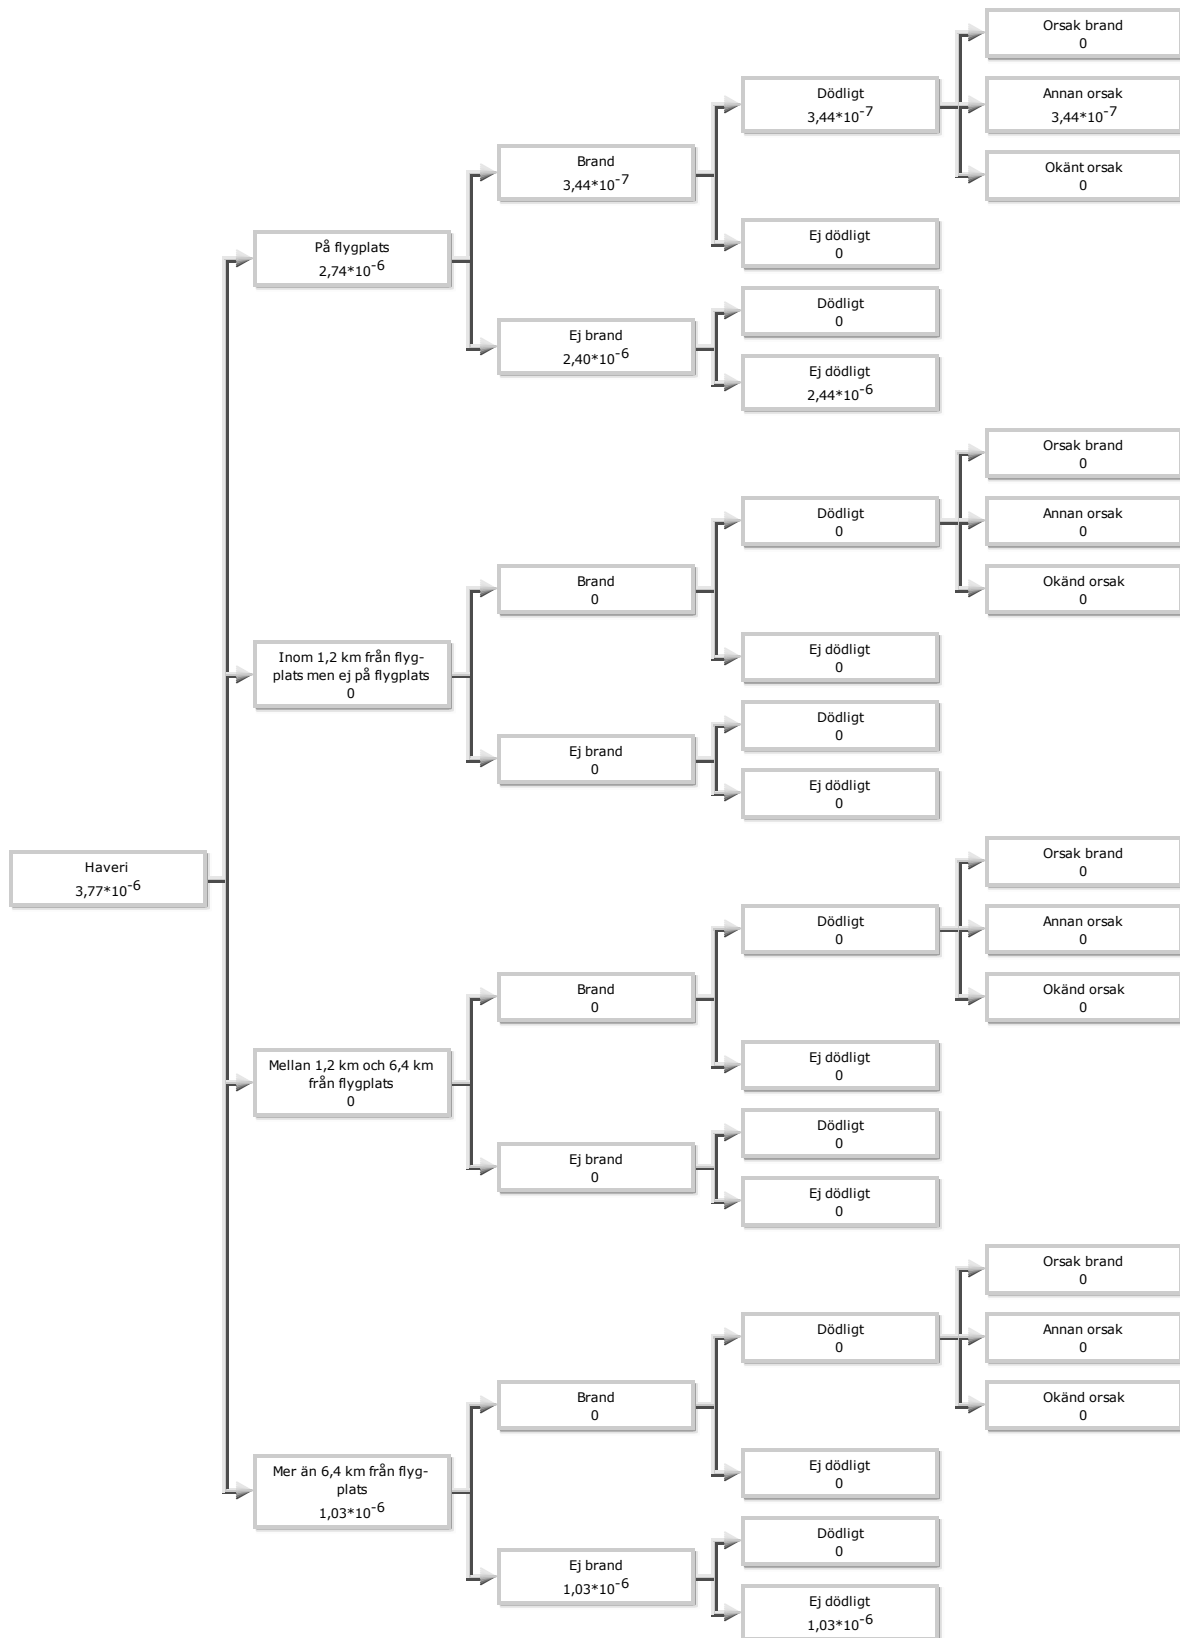 Orsak brand
0
Dödligt
3,44*10-7
Annan orsak
3,44*10-7
Brand
3,44*10-7
Okänt orsak
0
På flygplats
2,74*10-6
Ej dödligt
0
Dödligt
0
Ej brand
2,40*10-6
Ej dödligt
2,44*10-6
Orsak brand
0
Dödligt
0
Annan orsak
0
Brand
0
Okänd orsak
0
Inom 1,2 km från flyg-
plats men ej på flygplats
0
Ej dödligt
0
Dödligt
0
Ej brand
0
Ej dödligt
0
Haveri
3,77*10-6
Orsak brand
0
Dödligt
0
Annan orsak
0
Brand
0
Okänd orsak
0
Mellan 1,2 km och 6,4 km
från flygplats
0
Ej dödligt
0
Dödligt
0
Ej brand
0
Ej dödligt
0
Orsak brand
0
Dödligt
0
Annan orsak
0
Brand
0
Okänd orsak
0
Mer än 6,4 km från flyg-
plats
1,03*10-6
Ej dödligt
0
Dödligt
0
Ej brand
1,03*10-6
Ej dödligt
1,03*10-6